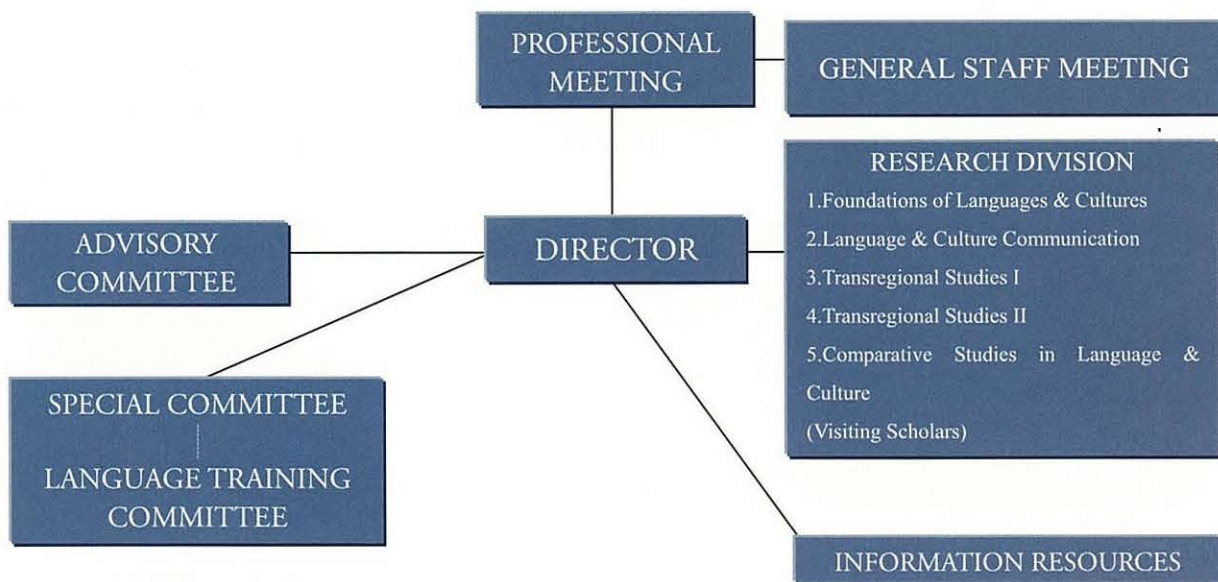 PROFESSIONAL
MEETING
GENERAL STAFF MEETING
RESEARCH DIVISION
1.Foundations of Languages & Cultures
2.Language & Culture Communication
3.Transregional Studies I
4.Transregional Studies II
5.Comparative Studies in Language &
Culture
(Visiting Scholars)
ADVISORY
COMMITTEE
DIRECTOR
SPECIAL COMMITTEE
LANGUAGE TRAINING
COMMITTEE
INFORMATION RESOURCES